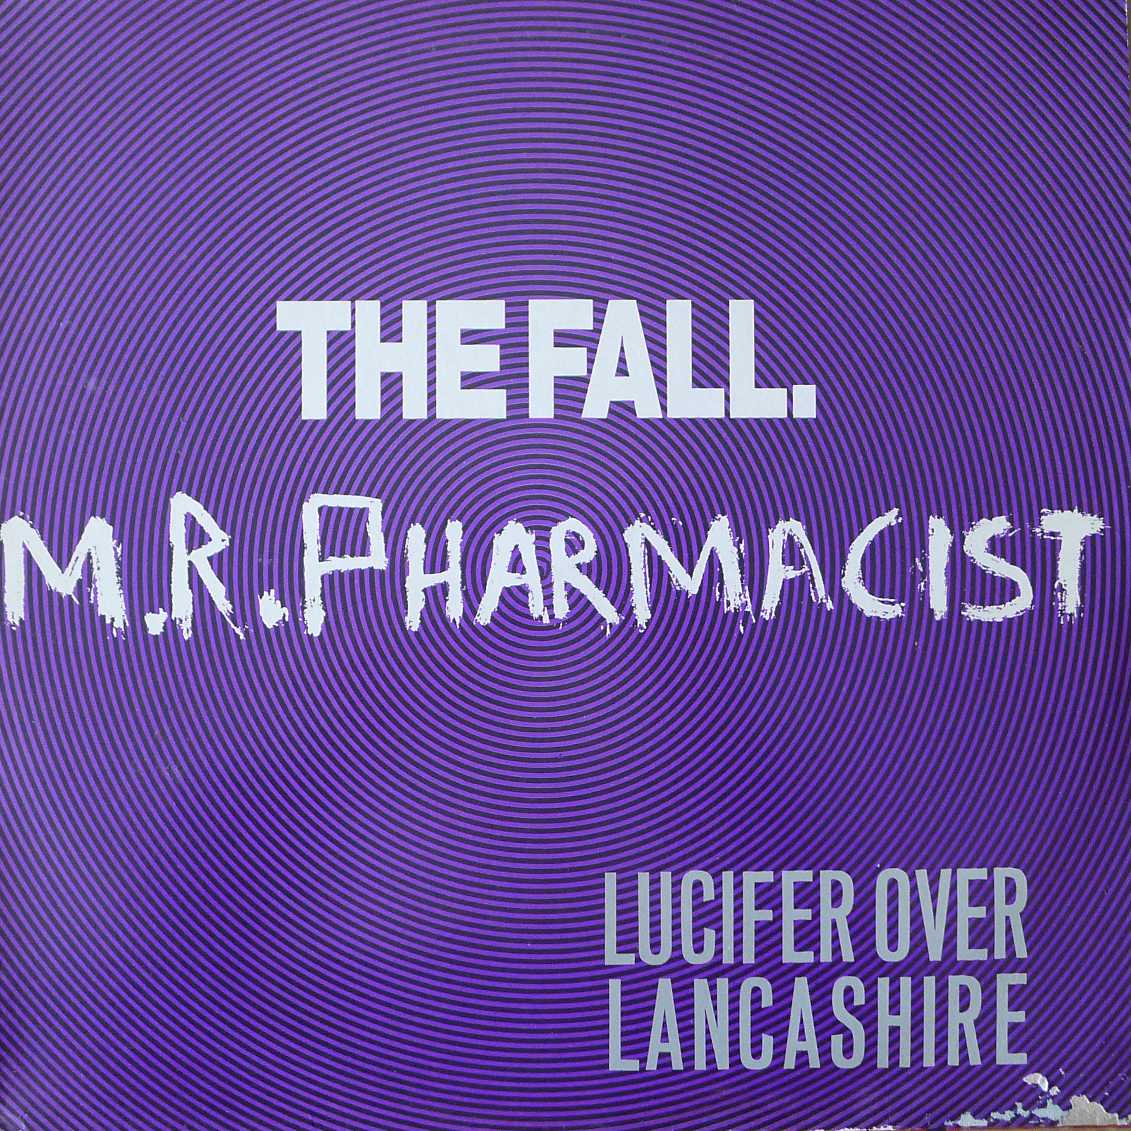 THE FALL.
M.R. PHARMACIST
LUCIFER OVER
LANCASHIRE